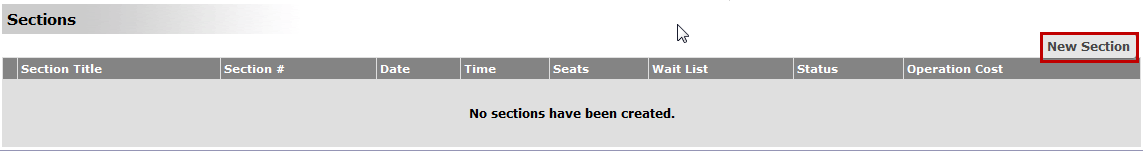 Sections
New Section
Section Title Section # Date Time Seats Wait List Status Operation Cost
No sections have been created.